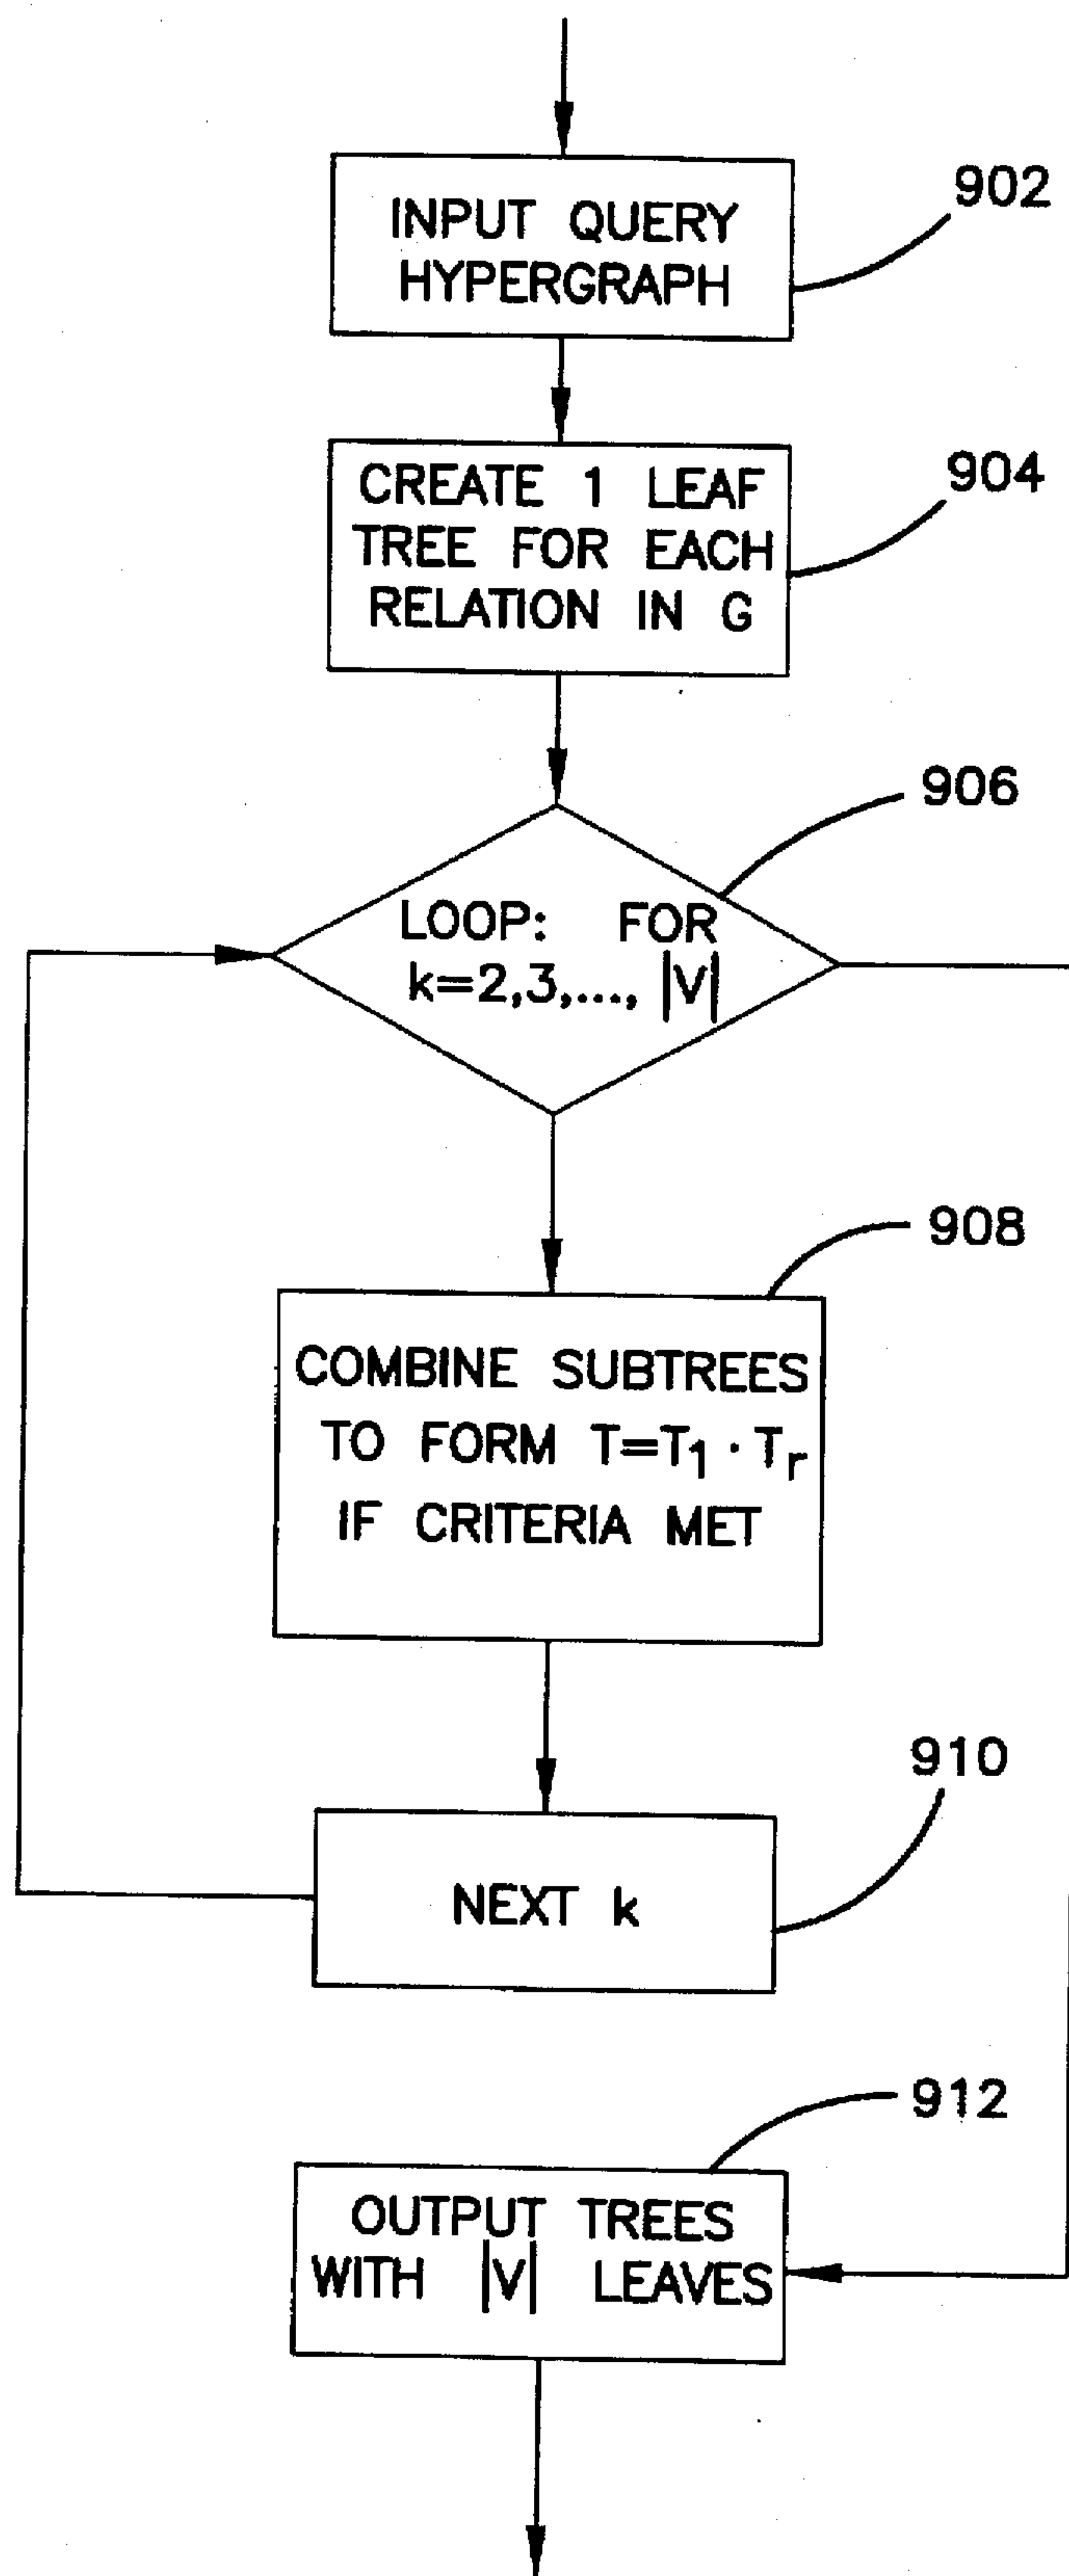 INPUT QUERY
HYPERGRAPH
902
CREATE 1 LEAF
TREE FOR EACH
RELATION IN G
904
906
LOOP: FOR
k=2,3,..., |V|
908
COMBINE SUBTREES
TO FORM T=T₁ · Tᵣ
IF CRITERIA MET
910
NEXT k
912
OUTPUT TREES
WITH |V| LEAVES